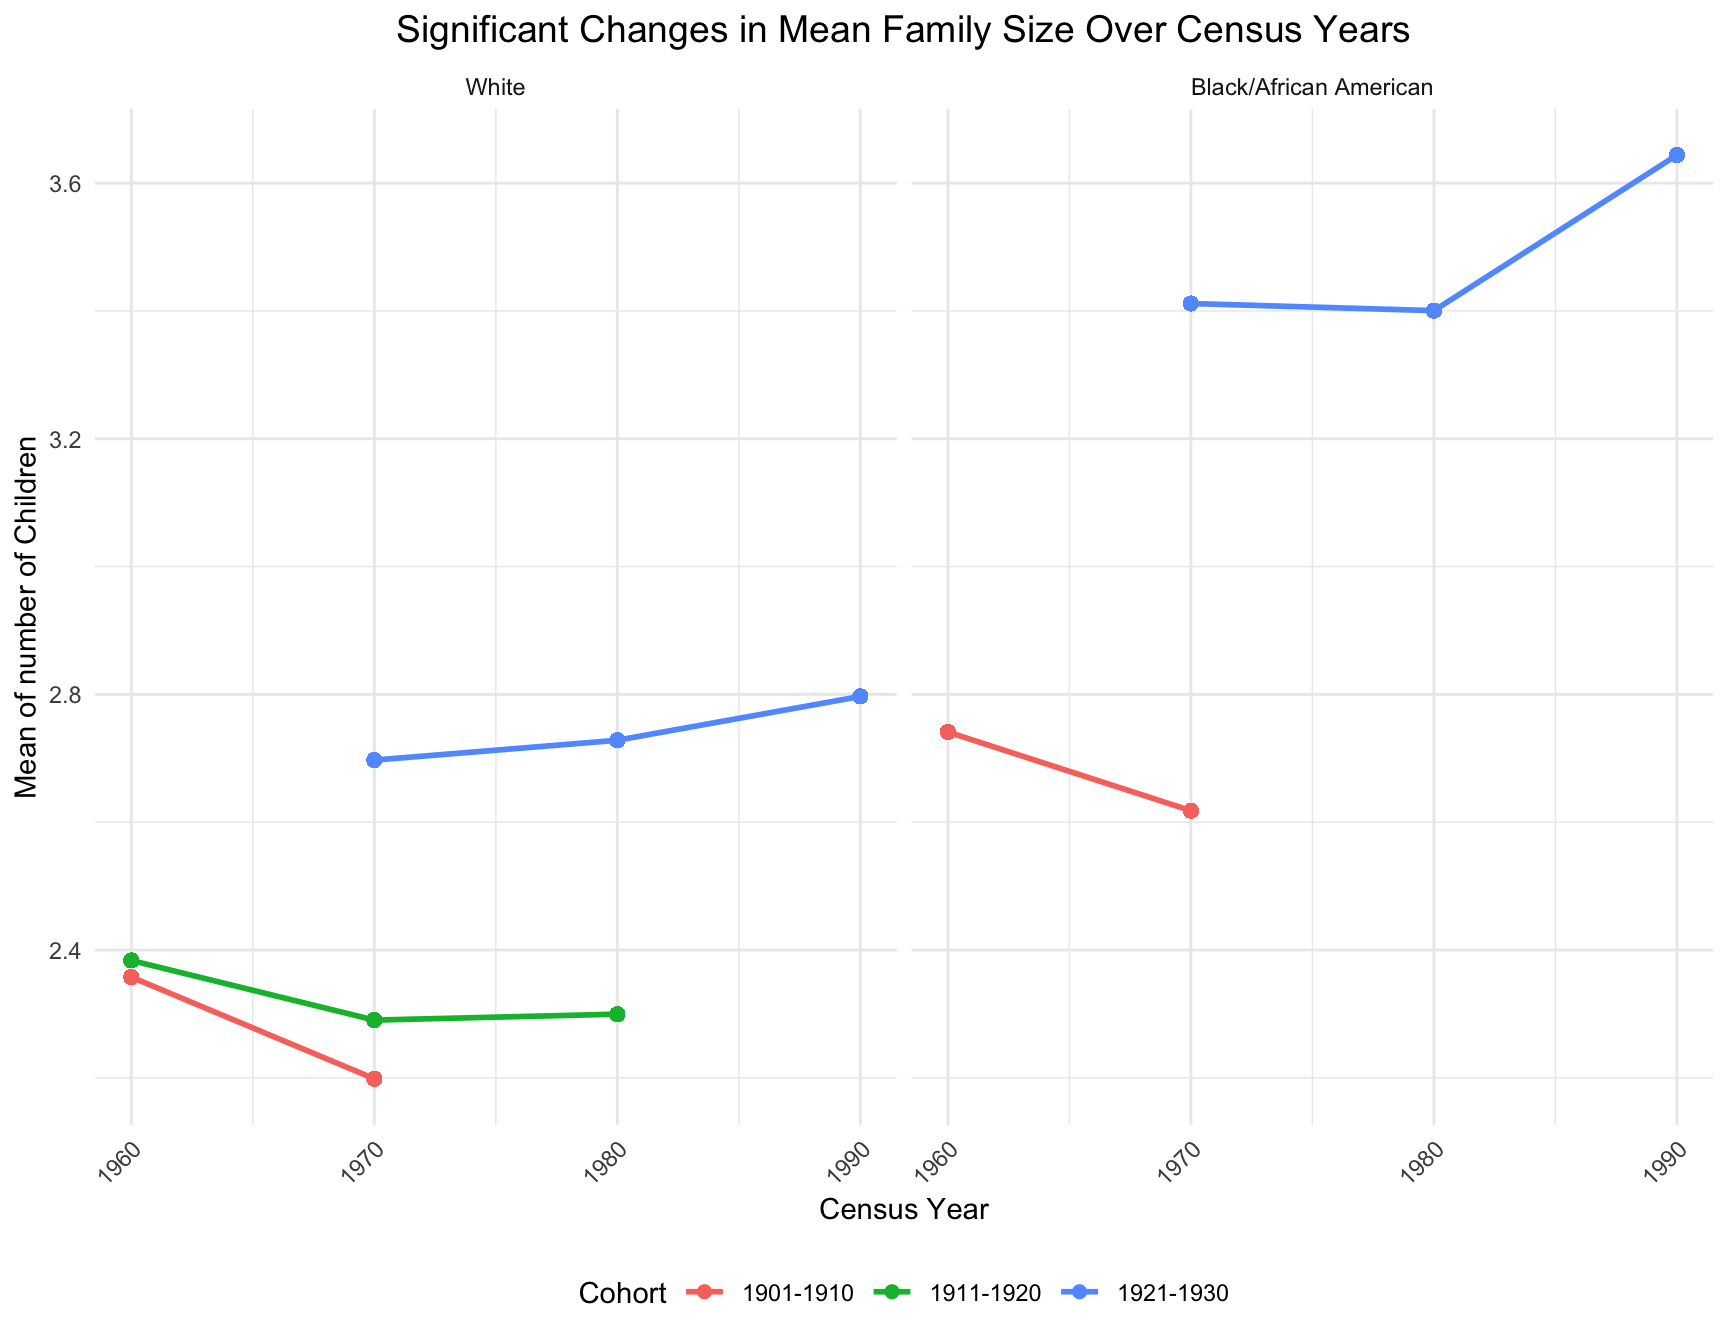 Significant Changes in Mean Family Size Over Census Years
White
Black/African American
Mean of number of Children
3.6
3.2
2.8
2.4
1960
1970
1980
1990
1960
1970
1980
1990
Census Year
Cohort 1901-1910 1911-1920 1921-1930